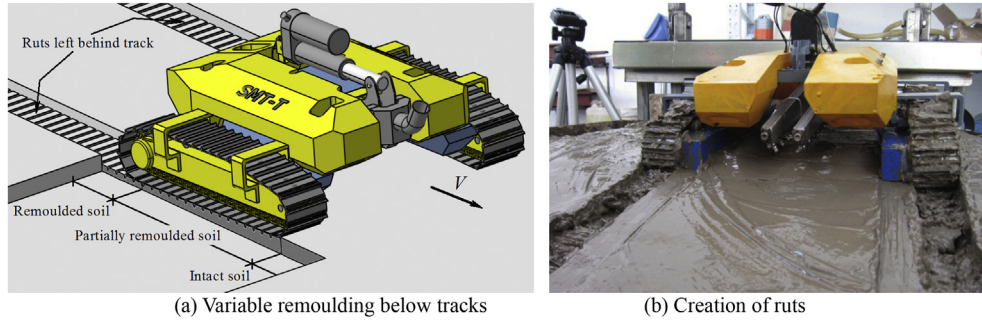 Ruts left behind track
SMT-T
V
Remoulded soil
Partially remoulded soil
Intact soil
(a) Variable remoulding below tracks
(b) Creation of ruts